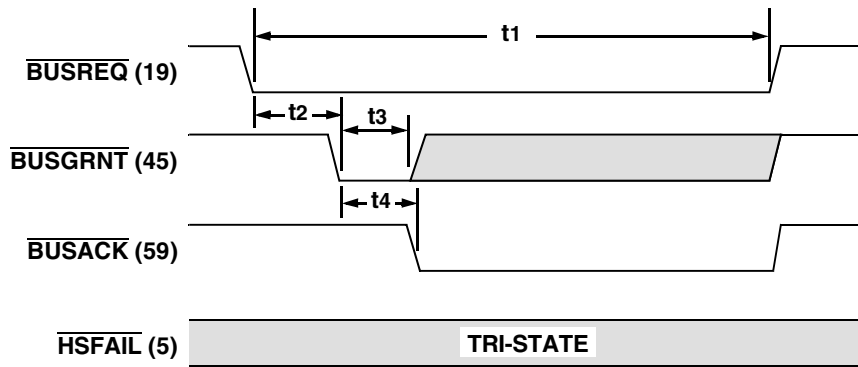 t1
BUSREQ (19)
t2
t3
BUSGRNT (45)
t4
BUSACK (59)
HSFAIL (5)
TRI-STATE